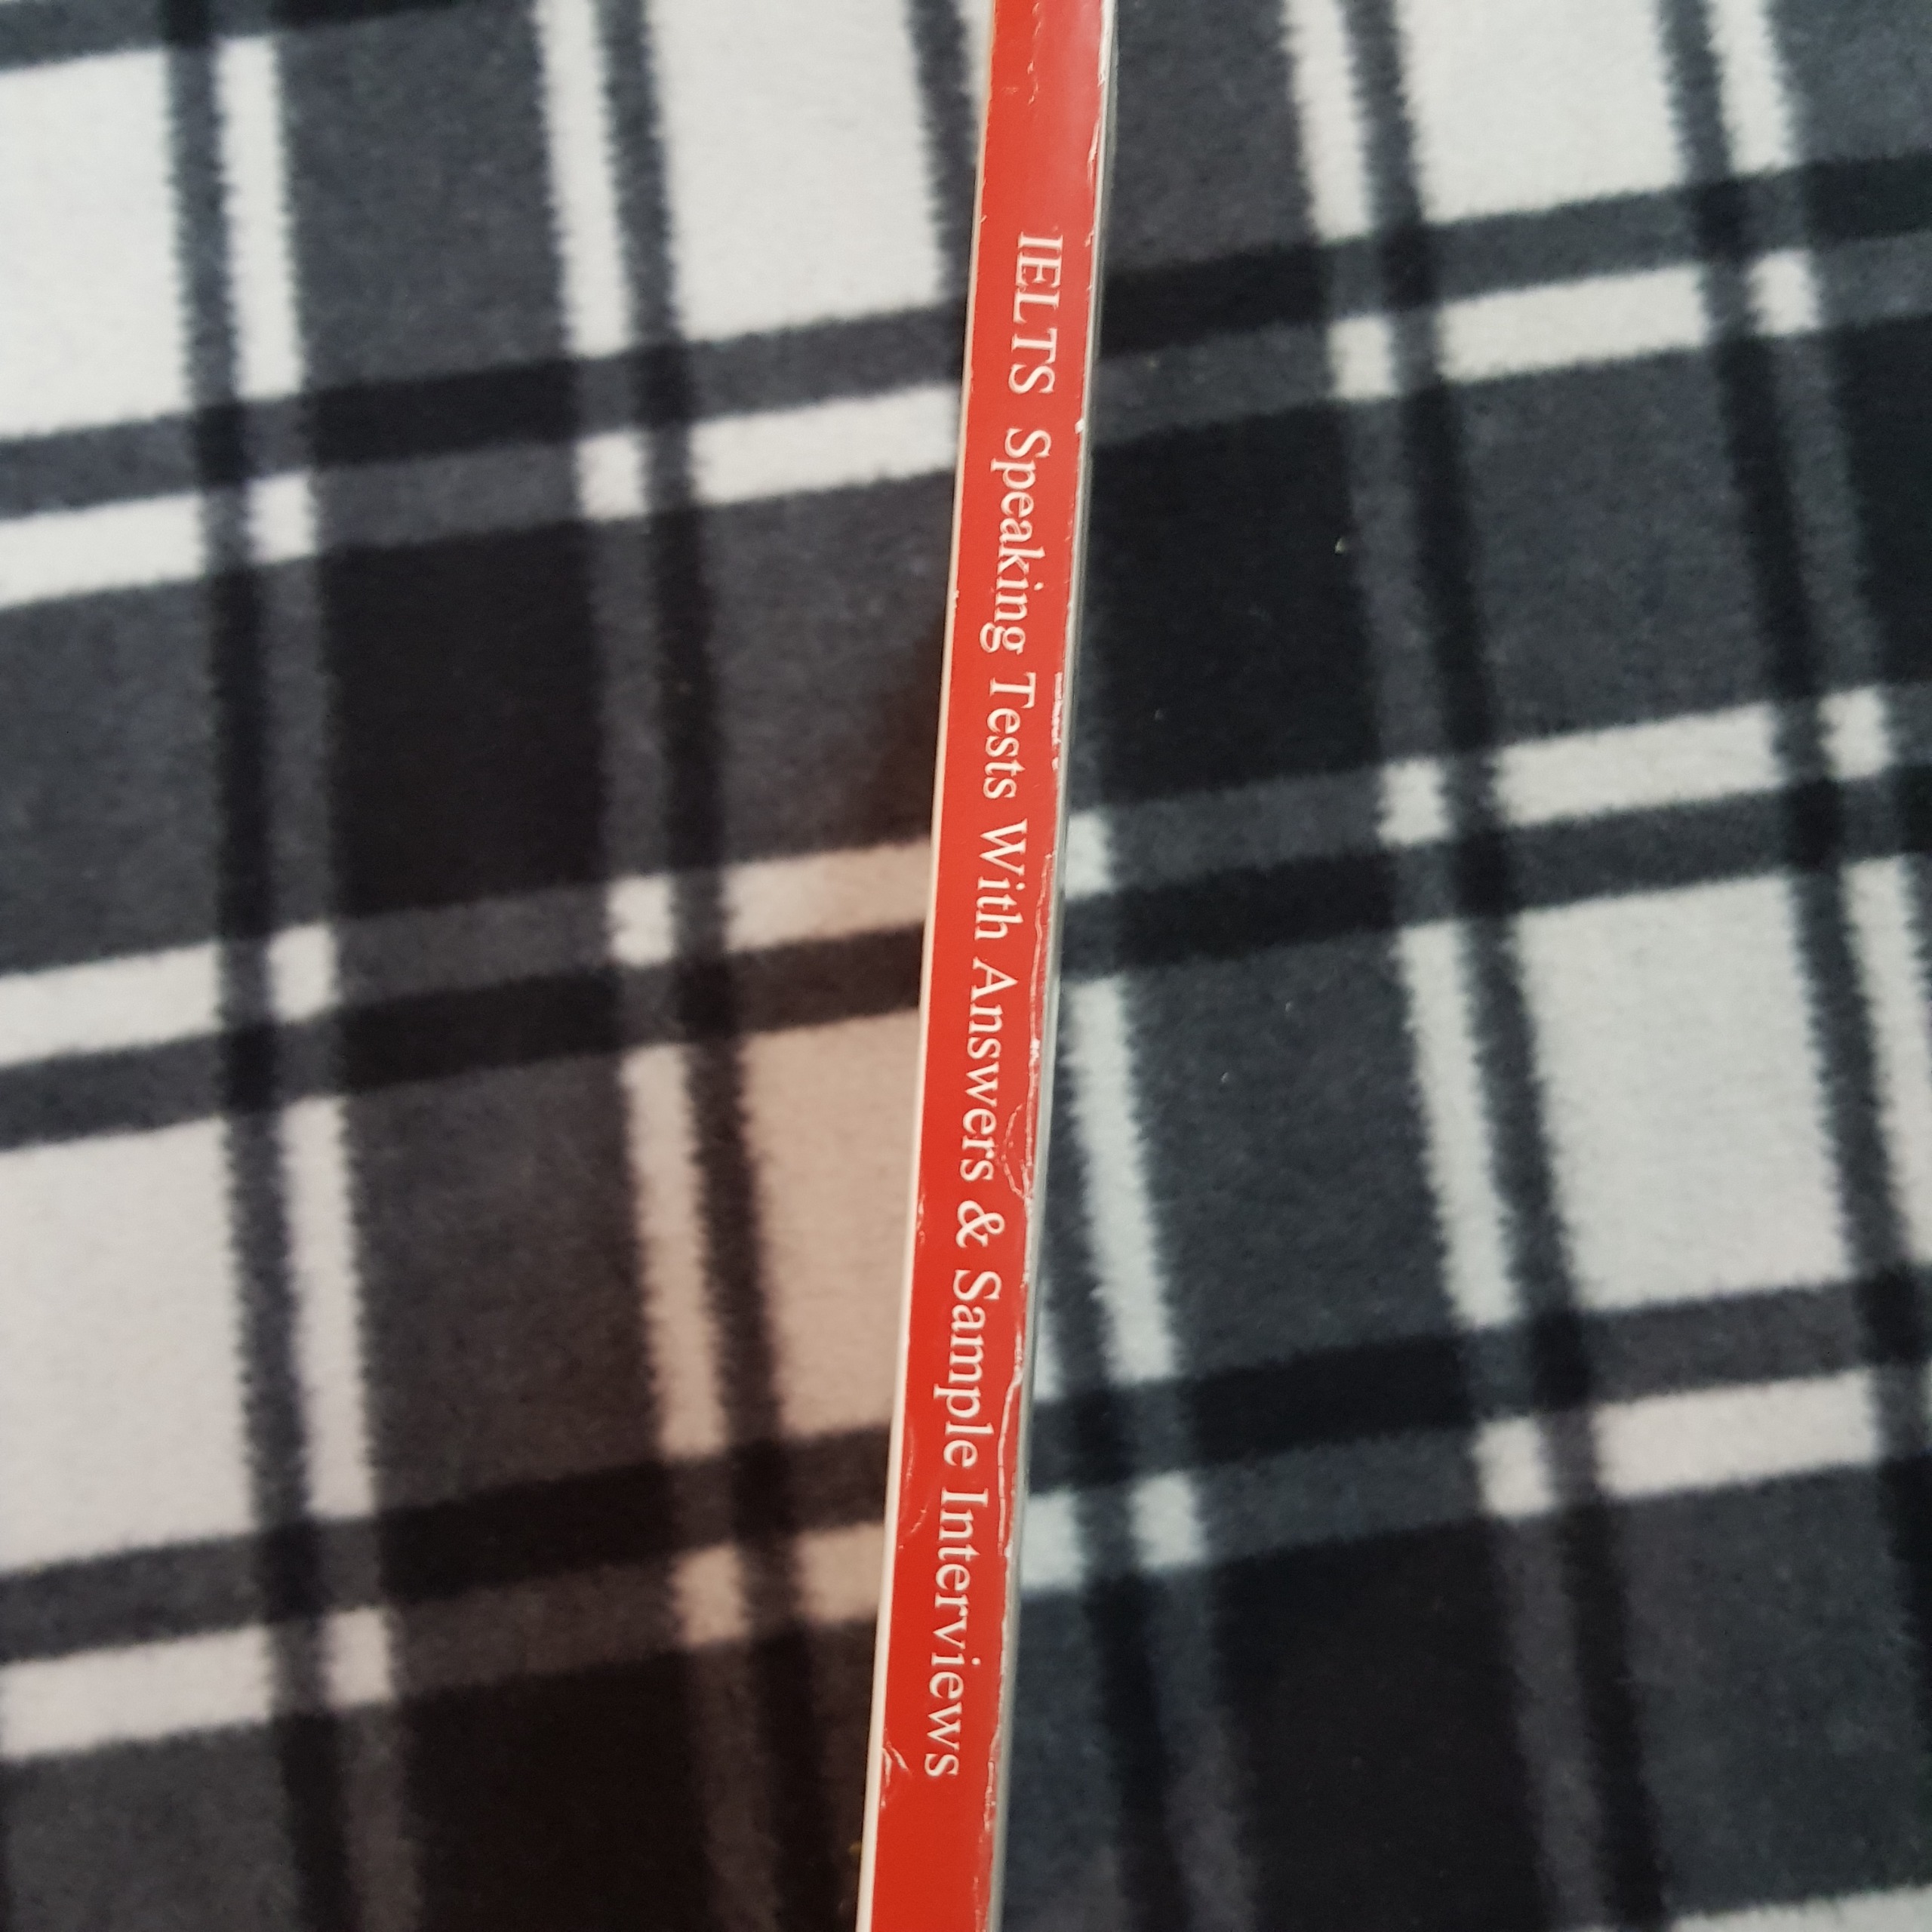 IELTS Speaking Tests With Answers & Sample Interviews